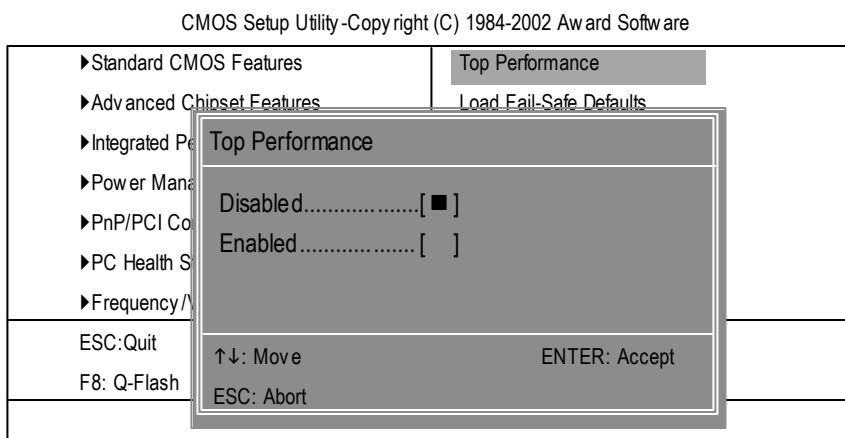 CMOS Setup Utility-Copyright (C) 1984-2002 Award Software
▶Standard CMOS Features
Top Performance
▶Advanced Chipset Features
Load Fail-Safe Defaults
▶Integrated Pe
▶Power Mana
▶PnP/PCI Co
▶PC Health S
▶Frequency/V
Top Performance
Disabled...................[ ■ ]
Enabled................... [ ]
↑↓: Move ENTER: Accept
ESC: Abort
ESC:Quit
F8: Q-Flash